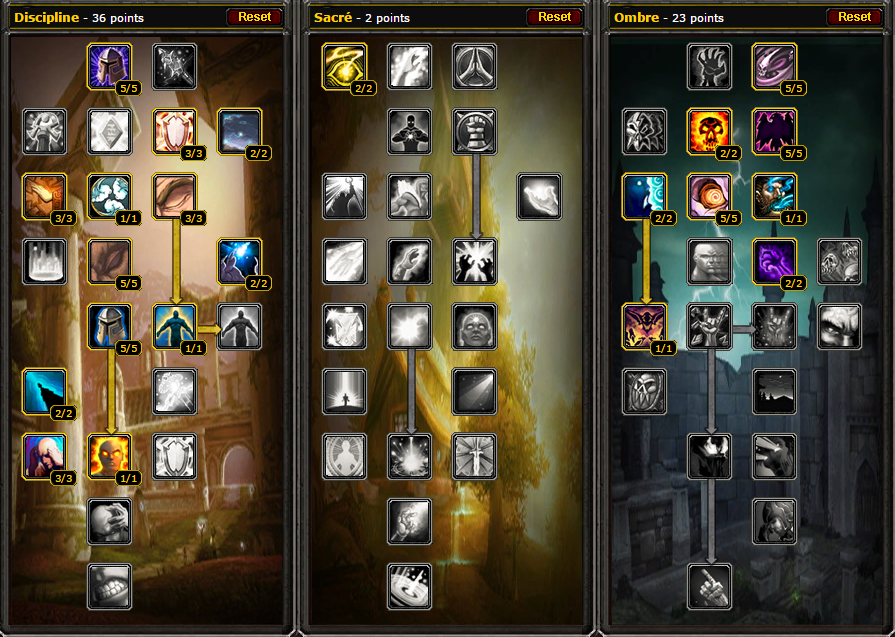 Discipline - 36 points Reset
Sacré - 2 points Reset
Ombre - 23 points Reset
5/5
3/3 2/2
3/3 1/1 3/3
5/5 2/2
5/5 1/1
2/2
3/3 1/1
2/2
5/5
2/2 5/5
2/2 5/5 1/1
2/2
1/1